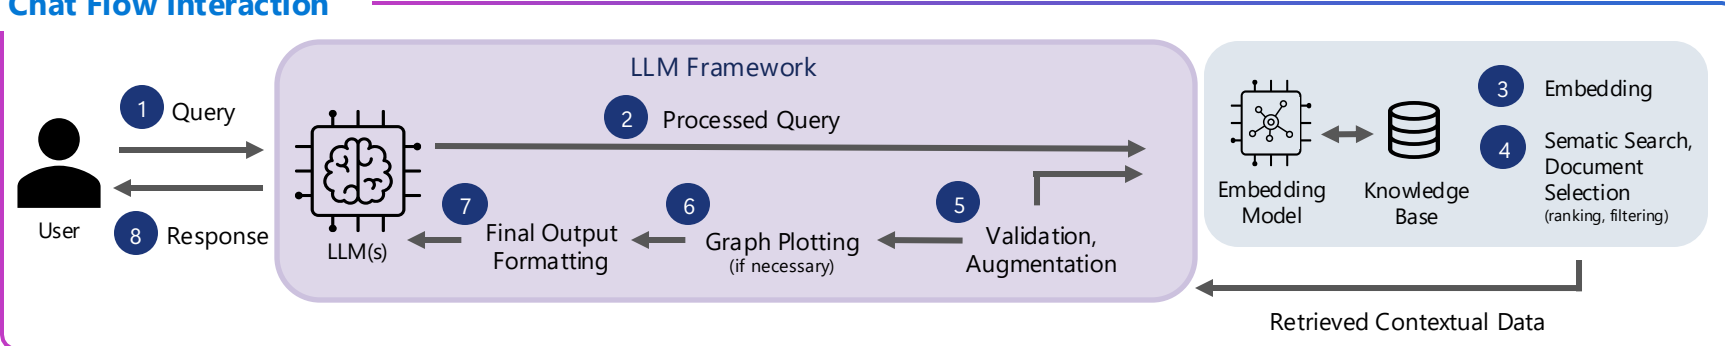 Chat Flow Interaction
LLM Framework
1 Query
2 Processed Query
3 Embedding
4 Sematic Search,
Document
Selection
(ranking, filtering)
Embedding
Model
Knowledge
Base
User
8 Response
LLM(s)
7 Final Output
Formatting
6 Graph Plotting
(if necessary)
5 Validation,
Augmentation
Retrieved Contextual Data